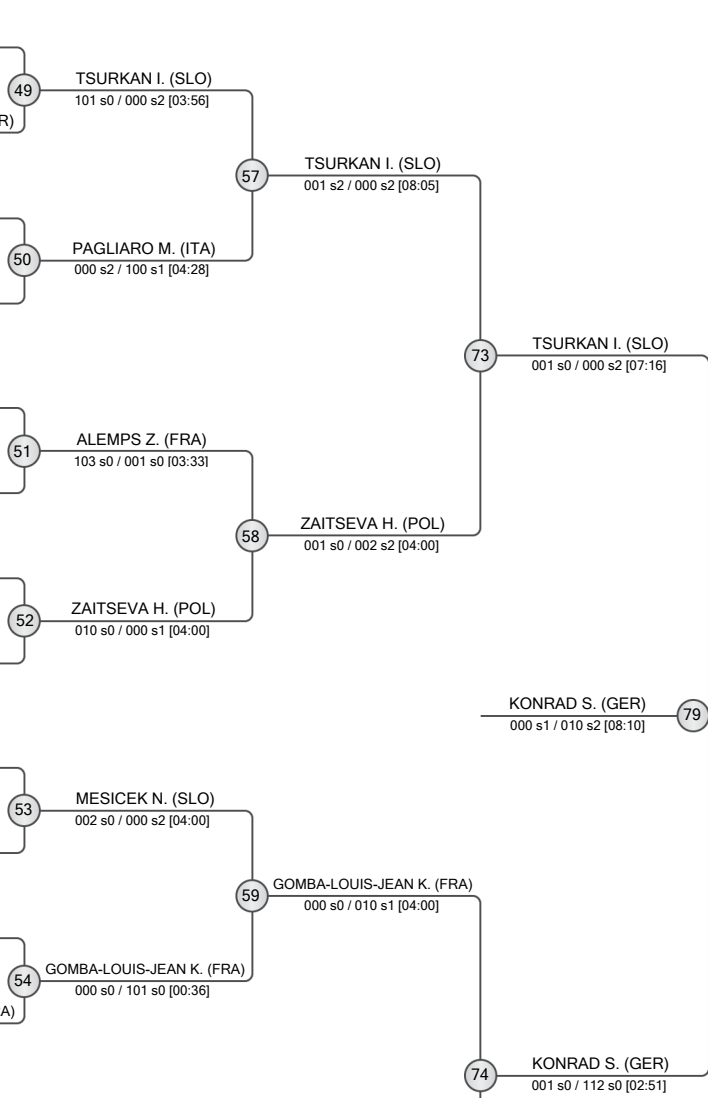 TSURKAN I. (SLO)
49
101 s0 / 000 s2 [03:56]
R)
TSURKAN I. (SLO)
57
001 s2 / 000 s2 [08:05]
PAGLIARO M. (ITA)
50
000 s2 / 100 s1 [04:28]
TSURKAN I. (SLO)
73
001 s0 / 000 s2 [07:16]
ALEMPS Z. (FRA)
51
103 s0 / 001 s0 [03:33]
ZAITSEVA H. (POL)
58
001 s0 / 002 s2 [04:00]
ZAITSEVA H. (POL)
52
010 s0 / 000 s1 [04:00]
KONRAD S. (GER)
79
000 s1 / 010 s2 [08:10]
MESICEK N. (SLO)
53
002 s0 / 000 s2 [04:00]
GOMBA-LOUIS-JEAN K. (FRA)
59
000 s0 / 010 s1 [04:00]
GOMBA-LOUIS-JEAN K. (FRA)
54
000 s0 / 101 s0 [00:36]
A)
KONRAD S. (GER)
74
001 s0 / 112 s0 [02:51]